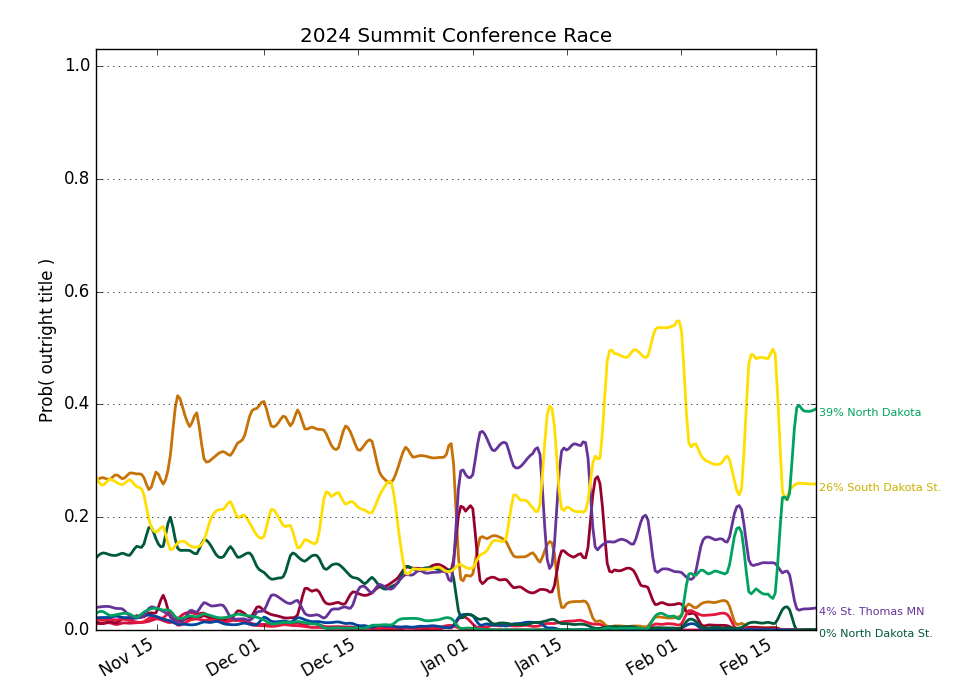 2024 Summit Conference Race
Prob( outright title )
1.0
0.8
0.6
0.4
0.2
0.0
39% North Dakota
26% South Dakota St.
4% St. Thomas MN
0% North Dakota St.
Nov 15
Dec 01
Dec 15
Jan 01
Jan 15
Feb 01
Feb 15